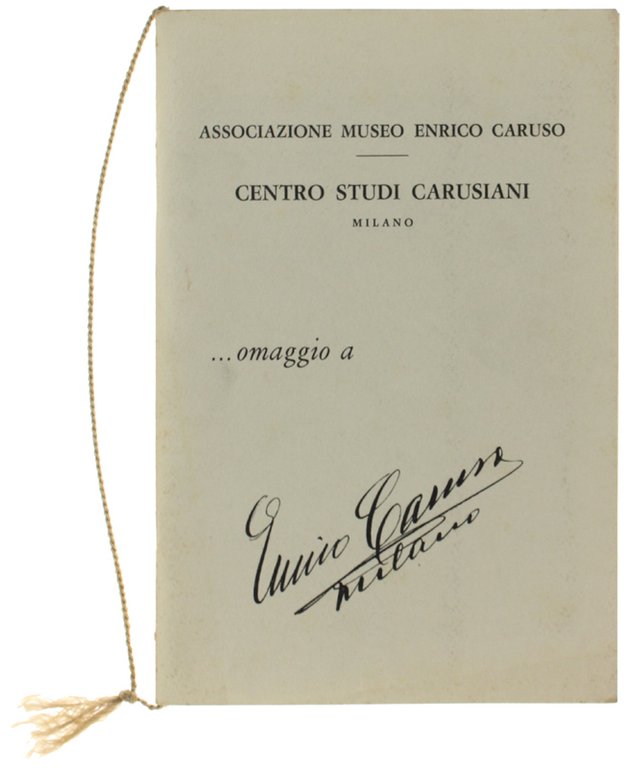 ASSOCIAZIONE MUSEO ENRICO CARUSO
CENTRO STUDI CARUSIANI
MILANO
...omaggio a
Enrico Caruso
Milano